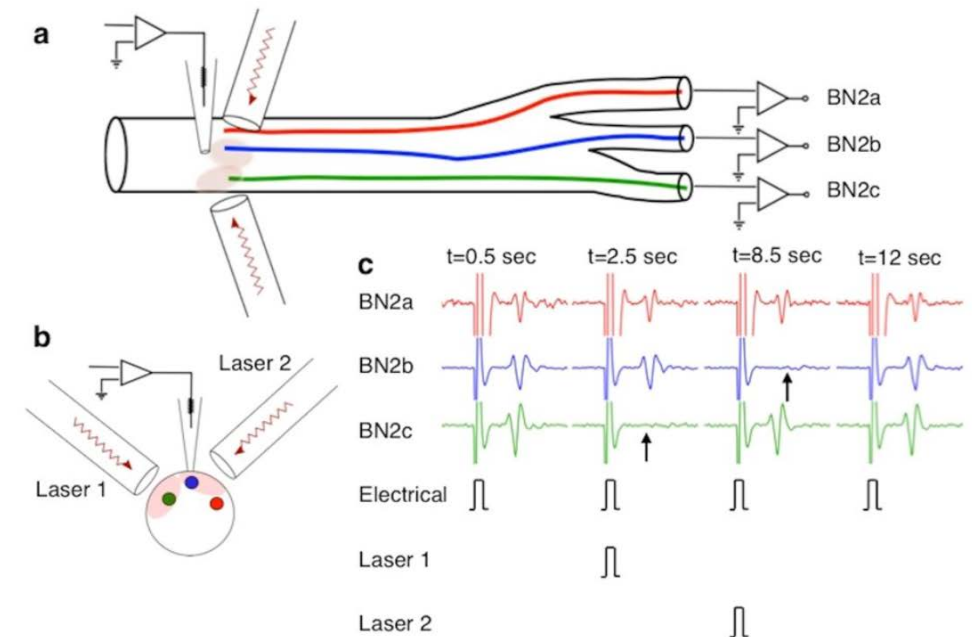 a
BN2a
BN2b
BN2c
b
Laser 2
Laser 1
c
t=0.5 sec t=2.5 sec t=8.5 sec t=12 sec
BN2a
BN2b
BN2c
Electrical
Laser 1
Laser 2